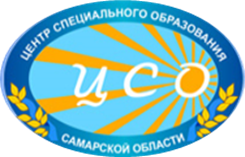 ЦЕНТР СПЕЦИАЛЬНОГО ОБРАЗОВАНИЯ
ЦСО
САМАРСКОЙ ОБЛАСТИ